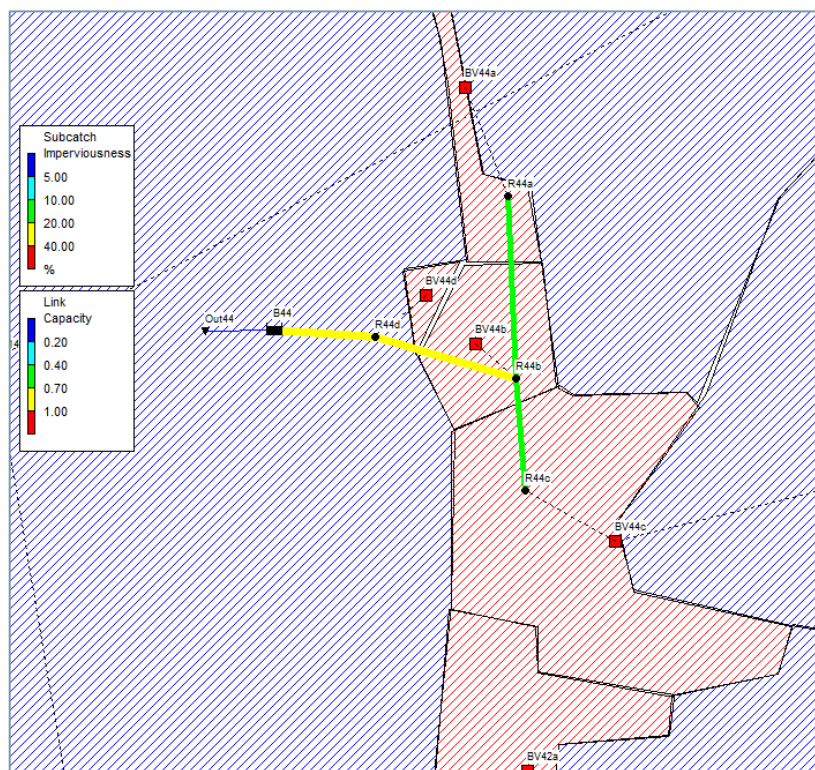 BV44a
Subcatch
Imperviousness
5.00
10.00
20.00
40.00
%
R44a
BV44d
Link
Capacity
0.20
0.40
0.70
1.00
Out44
B44
R44d
BV44b
R44b
R44c
BV44c
BV42a